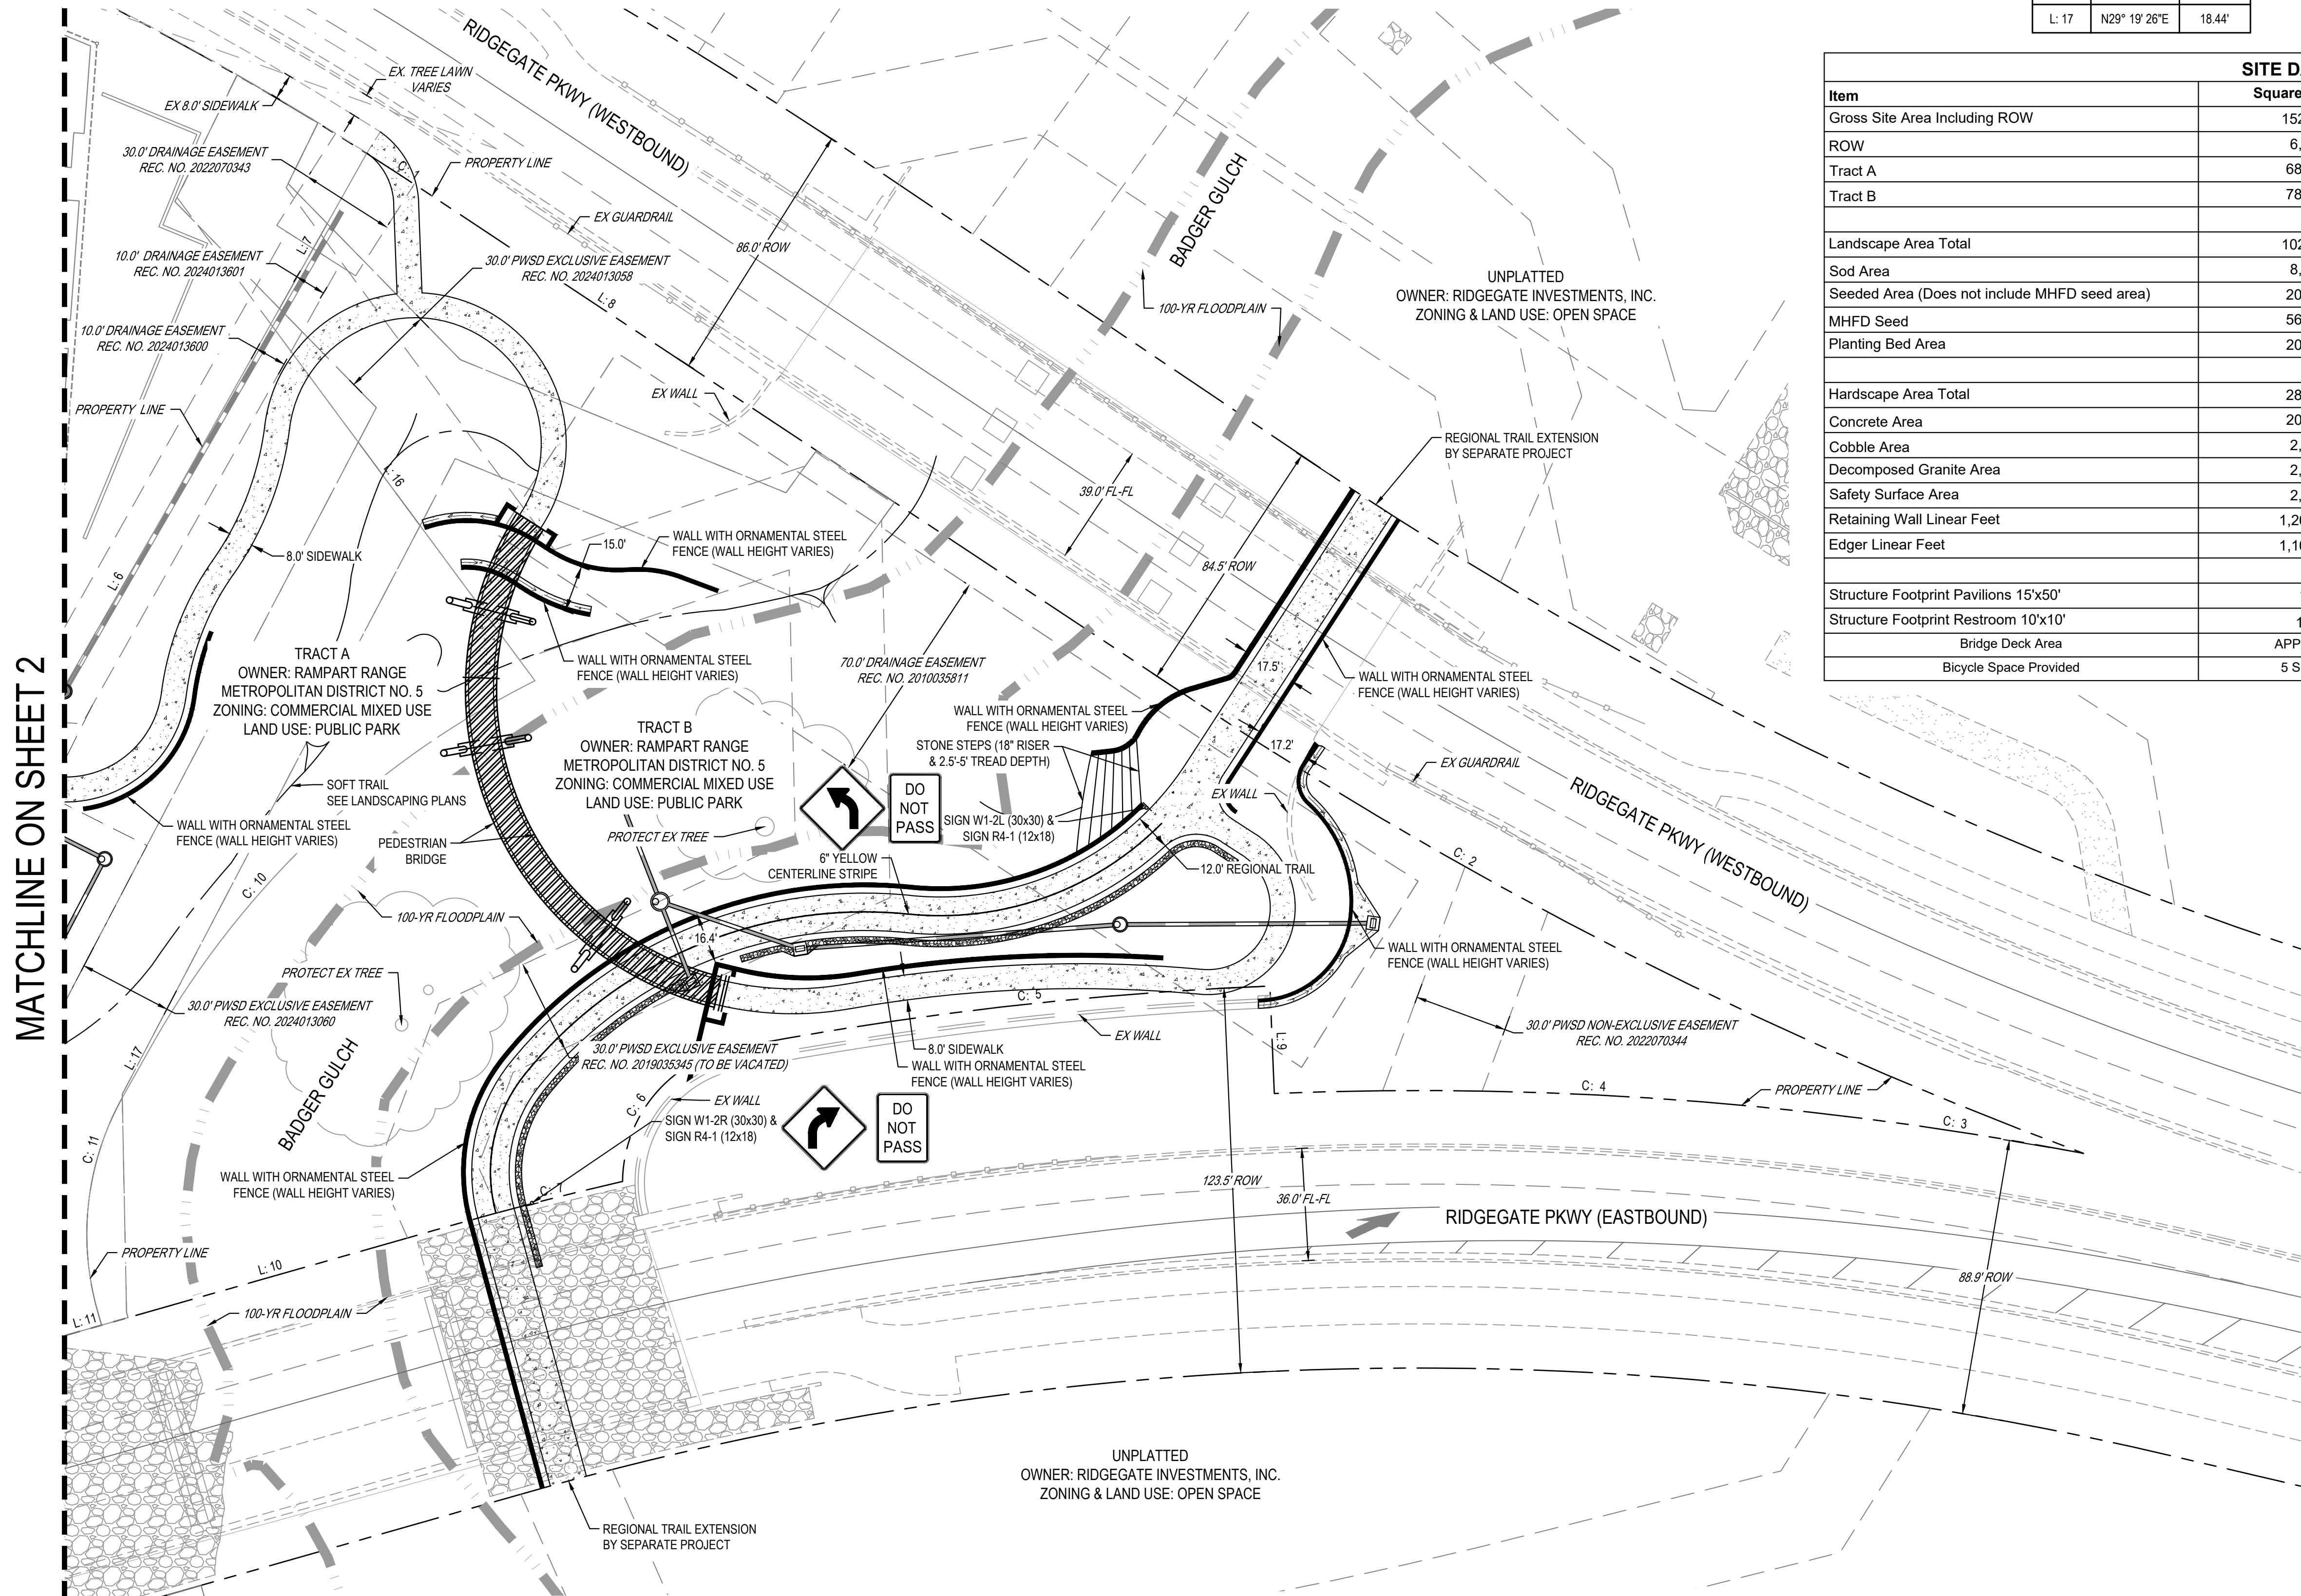 L: 17 N29° 19' 26"E 18.44'
SITE D
Item Square
Gross Site Area Including ROW 152
ROW 6,
Tract A 68
Tract B 78
Landscape Area Total 102
Sod Area 8,
Seeded Area (Does not include MHFD seed area) 20
MHFD Seed 56
Planting Bed Area 20
Hardscape Area Total 28
Concrete Area 20
Cobble Area 2,
Decomposed Granite Area 2,
Safety Surface Area 2,
Retaining Wall Linear Feet 1,20
Edger Linear Feet 1,10
Structure Footprint Pavilions 15'x50'
Structure Footprint Restroom 10'x10' 1
Bridge Deck Area APP
Bicycle Space Provided 5 S
MATCHLINE ON SHEET 2
RIDGEGATE PKWY (WESTBOUND)
EX. TREE LAWN
VARIES
EX 8.0' SIDEWALK
30.0' DRAINAGE EASEMENT
REC. NO. 2022070343
C: 1
PROPERTY LINE
EX GUARDRAIL
86.0' ROW
BADGER GULCH
L: 7
10.0' DRAINAGE EASEMENT
REC. NO. 2024013601
30.0' PWSD EXCLUSIVE EASEMENT
REC. NO. 2024013058
L: 8
UNPLATTED
OWNER: RIDGEGATE INVESTMENTS, INC.
ZONING & LAND USE: OPEN SPACE
100-YR FLOODPLAIN
10.0' DRAINAGE EASEMENT
REC. NO. 2024013600
EX WALL
PROPERTY LINE
REGIONAL TRAIL EXTENSION
BY SEPARATE PROJECT
L: 16
39.0' FL-FL
WALL WITH ORNAMENTAL STEEL
FENCE (WALL HEIGHT VARIES)
15.0'
8.0' SIDEWALK
84.5' ROW
L: 6
TRACT A
OWNER: RAMPART RANGE
METROPOLITAN DISTRICT NO. 5
ZONING: COMMERCIAL MIXED USE
LAND USE: PUBLIC PARK
WALL WITH ORNAMENTAL STEEL
FENCE (WALL HEIGHT VARIES)
70.0' DRAINAGE EASEMENT
REC. NO. 2010035811
17.5'
WALL WITH ORNAMENTAL STEEL
FENCE (WALL HEIGHT VARIES)
WALL WITH ORNAMENTAL STEEL
FENCE (WALL HEIGHT VARIES)
TRACT B
OWNER: RAMPART RANGE
METROPOLITAN DISTRICT NO. 5
ZONING: COMMERCIAL MIXED USE
LAND USE: PUBLIC PARK
STONE STEPS (18" RISER
& 2.5'-5' TREAD DEPTH)
17.2'
EX GUARDRAIL
SOFT TRAIL
SEE LANDSCAPING PLANS
DO
NOT
PASS
EX WALL
RIDGEGATE PKWY (WESTBOUND)
WALL WITH ORNAMENTAL STEEL
FENCE (WALL HEIGHT VARIES)
PEDESTRIAN
BRIDGE
PROTECT EX TREE
SIGN W1-2L (30x30) &
SIGN R4-1 (12x18)
C: 2
6" YELLOW
CENTERLINE STRIPE
12.0' REGIONAL TRAIL
C: 10
100-YR FLOODPLAIN
16.4'
WALL WITH ORNAMENTAL STEEL
FENCE (WALL HEIGHT VARIES)
PROTECT EX TREE
C: 5
30.0' PWSD EXCLUSIVE EASEMENT
REC. NO. 2024013060
30.0' PWSD NON-EXCLUSIVE EASEMENT
REC. NO. 2022070344
EX WALL
L: 9
L: 17
30.0' PWSD EXCLUSIVE EASEMENT
REC. NO. 2019035345 (TO BE VACATED)
8.0' SIDEWALK
WALL WITH ORNAMENTAL STEEL
FENCE (WALL HEIGHT VARIES)
BADGER GULCH
C: 4
PROPERTY LINE
C: 6
EX WALL
SIGN W1-2R (30x30) &
SIGN R4-1 (12x18)
DO
NOT
PASS
C: 3
C: 11
WALL WITH ORNAMENTAL STEEL
FENCE (WALL HEIGHT VARIES)
C: 7
123.5' ROW
36.0' FL-FL
RIDGEGATE PKWY (EASTBOUND)
PROPERTY LINE
L: 10
88.9' ROW
100-YR FLOODPLAIN
L: 11
UNPLATTED
OWNER: RIDGEGATE INVESTMENTS, INC.
ZONING & LAND USE: OPEN SPACE
REGIONAL TRAIL EXTENSION
BY SEPARATE PROJECT